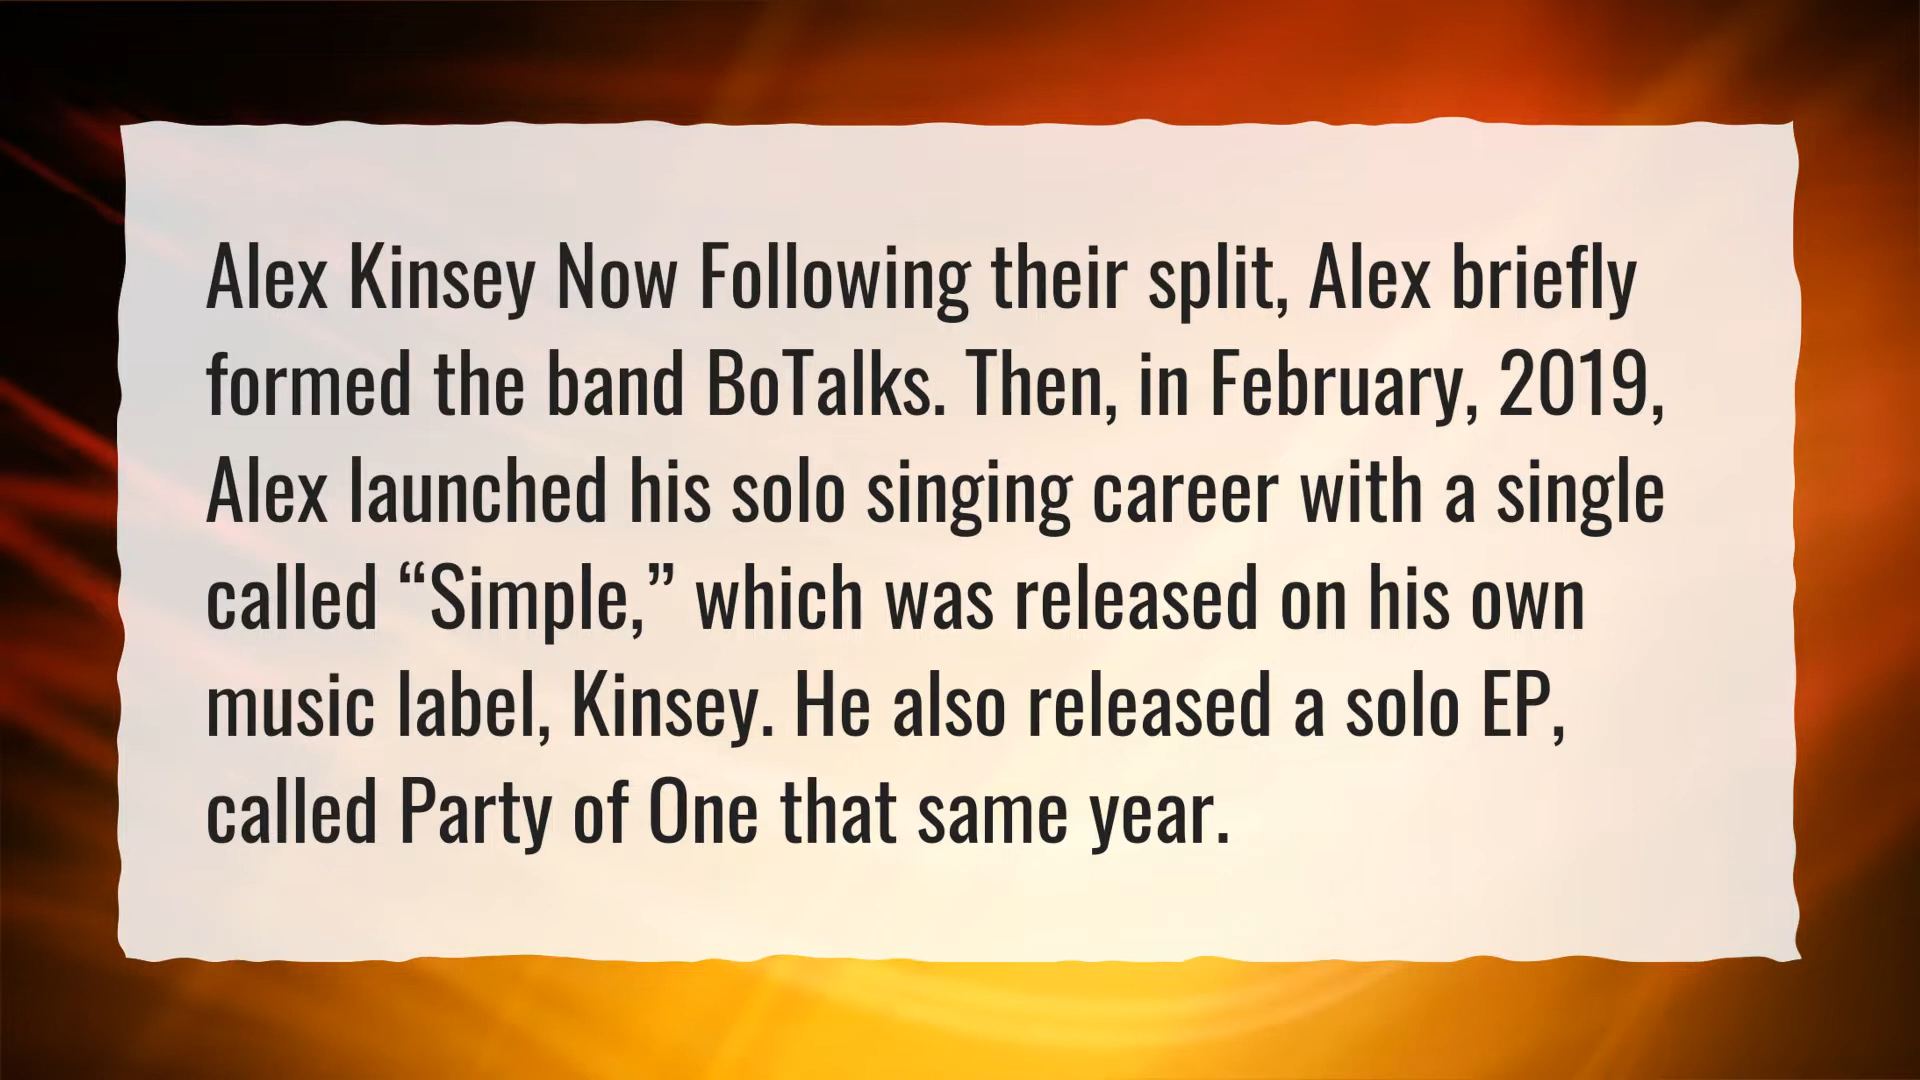 Alex Kinsey Now Following their split, Alex briefly
formed the band BoTalks. Then, in February, 2019,
Alex launched his solo singing career with a single
called “Simple,” which was released on his own
music label, Kinsey. He also released a solo EP,
called Party of One that same year.